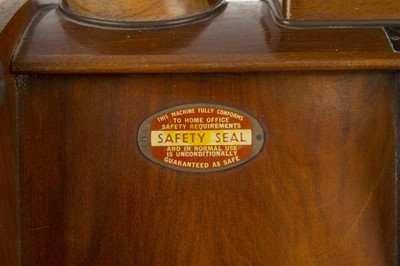 THIS MACHINE FULLY CONFORMS
TO HOME OFFICE
SAFETY REQUIREMENTS
SAFETY SEAL
AND IN NORMAL USE
IS UNCONDITIONALLY
GUARANTEED AS SAFE